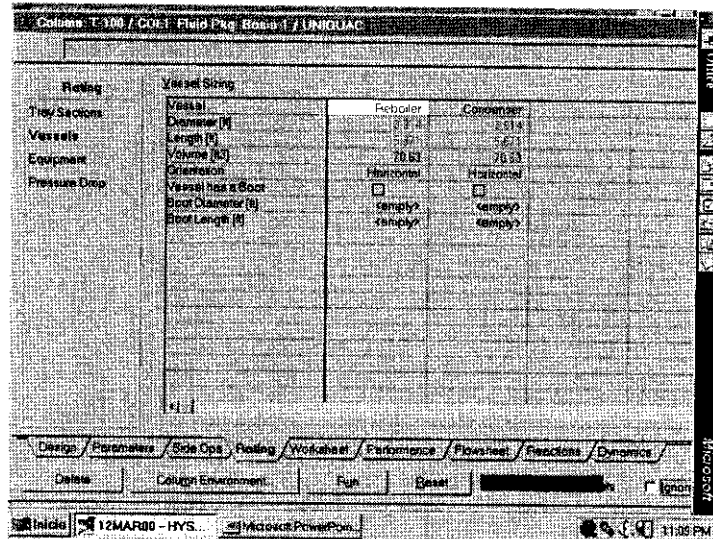 Column: T-100 / COL1 Fluid Pkg: Basis-1 / UNIQUAC
Rating
Tray Sections
Vessels
Equipment
Pressure Drop
Vessel Sizing
Vessel Reboiler Condenser
Diameter [ft]
Length [ft]
Volume [ft3] 70.63 70.63
Orientation Horizontal Horizontal
Vessel has a Boot
Boot Diameter [ft] <empty> <empty>
Boot Length [ft] <empty> <empty>
Design Parameters Side Ops Rating Worksheet Performance Flowsheet Reactions Dynamics
Delete Column Environment... Run Reset
Inicio 12MAR00 - HYS... Microsoft PowerPoin... 11:09 PM
Office
Microsoft